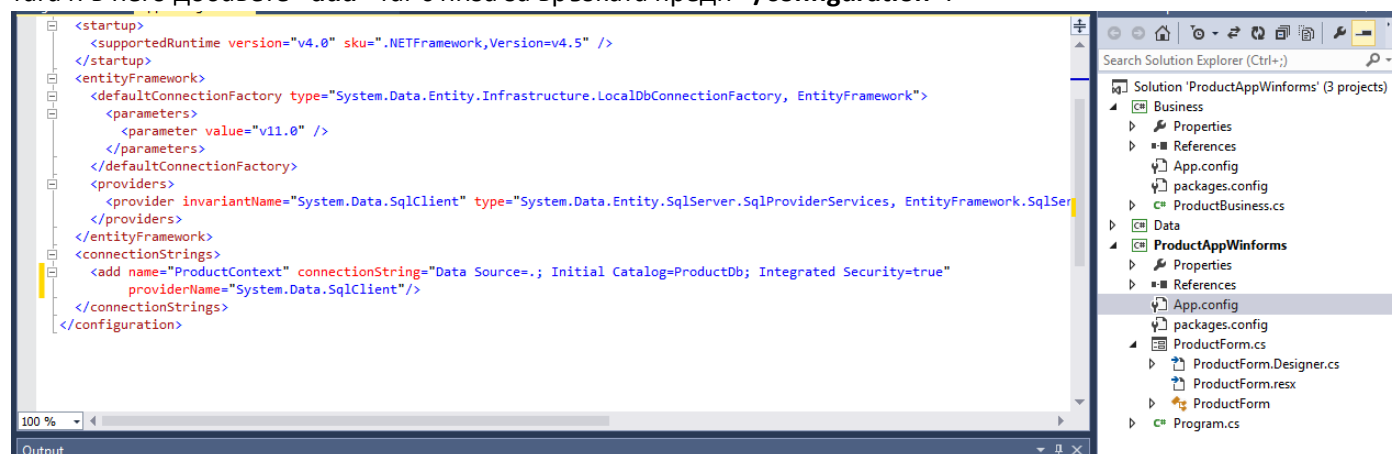 <startup>
<supportedRuntime version="v4.0" sku=".NETFramework,Version=v4.5" />
</startup>
<entityFramework>
<defaultConnectionFactory type="System.Data.Entity.Infrastructure.LocalDbConnectionFactory, EntityFramework">
<parameters>
<parameter value="v11.0" />
</parameters>
</defaultConnectionFactory>
<providers>
<provider invariantName="System.Data.SqlClient" type="System.Data.Entity.SqlServer.SqlProviderServices, EntityFramework.SqlSer
</providers>
</entityFramework>
<connectionStrings>
<add name="ProductContext" connectionString="Data Source=.; Initial Catalog=ProductDb; Integrated Security=true"
providerName="System.Data.SqlClient"/>
</connectionStrings>
</configuration>
100 %
Output
Search Solution Explorer (Ctrl+;)
Solution 'ProductAppWinforms' (3 projects)
C# Business
Properties
References
App.config
packages.config
C# ProductBusiness.cs
C# Data
C# ProductAppWinforms
Properties
References
App.config
packages.config
ProductForm.cs
ProductForm.Designer.cs
ProductForm.resx
ProductForm
C# Program.cs